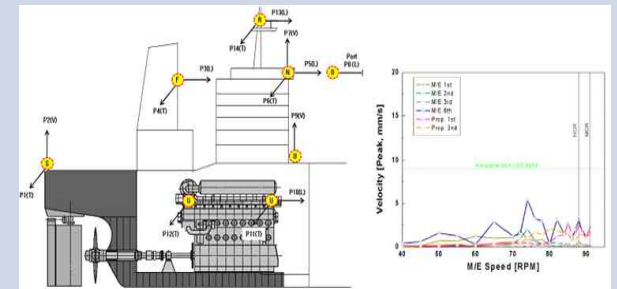 P13(L)
R
P14(T)
P7(V)
Port
P3(L)
F
N
P5(L)
B
P8(L)
P4(T)
P6(T)
P2(V)
P9(V)
B
S
P1(T)
U
U
P10(L)
P12(T)
P11(T)
20
15
10
5
0
Velocity [Peak, mm/s]
M/E 1st
M/E 2nd
M/E 3rd
M/E 6th
Prop. 1st
Prop. 2nd
NCR
MCR
40
50
60
70
80
90
M/E Speed [RPM]